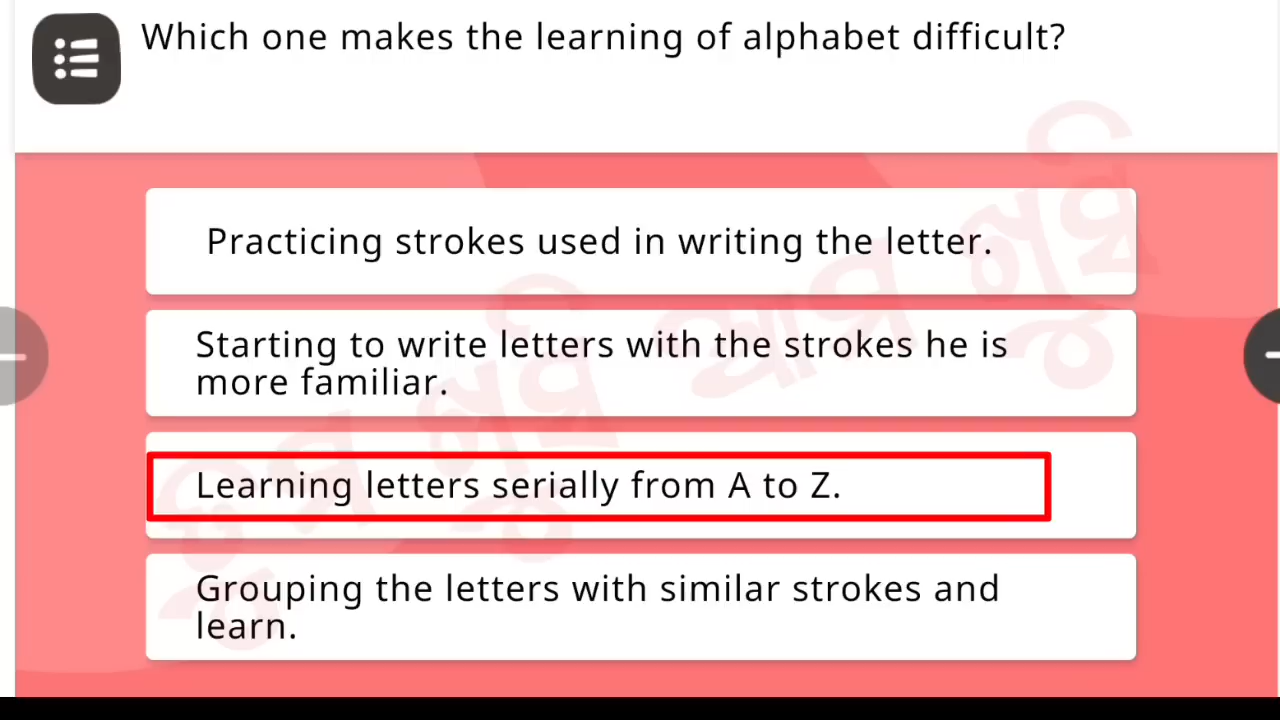 Which one makes the learning of alphabet difficult?
Practicing strokes used in writing the letter.
Starting to write letters with the strokes he is
more familiar.
Learning letters serially from A to Z.
Grouping the letters with similar strokes and
learn.